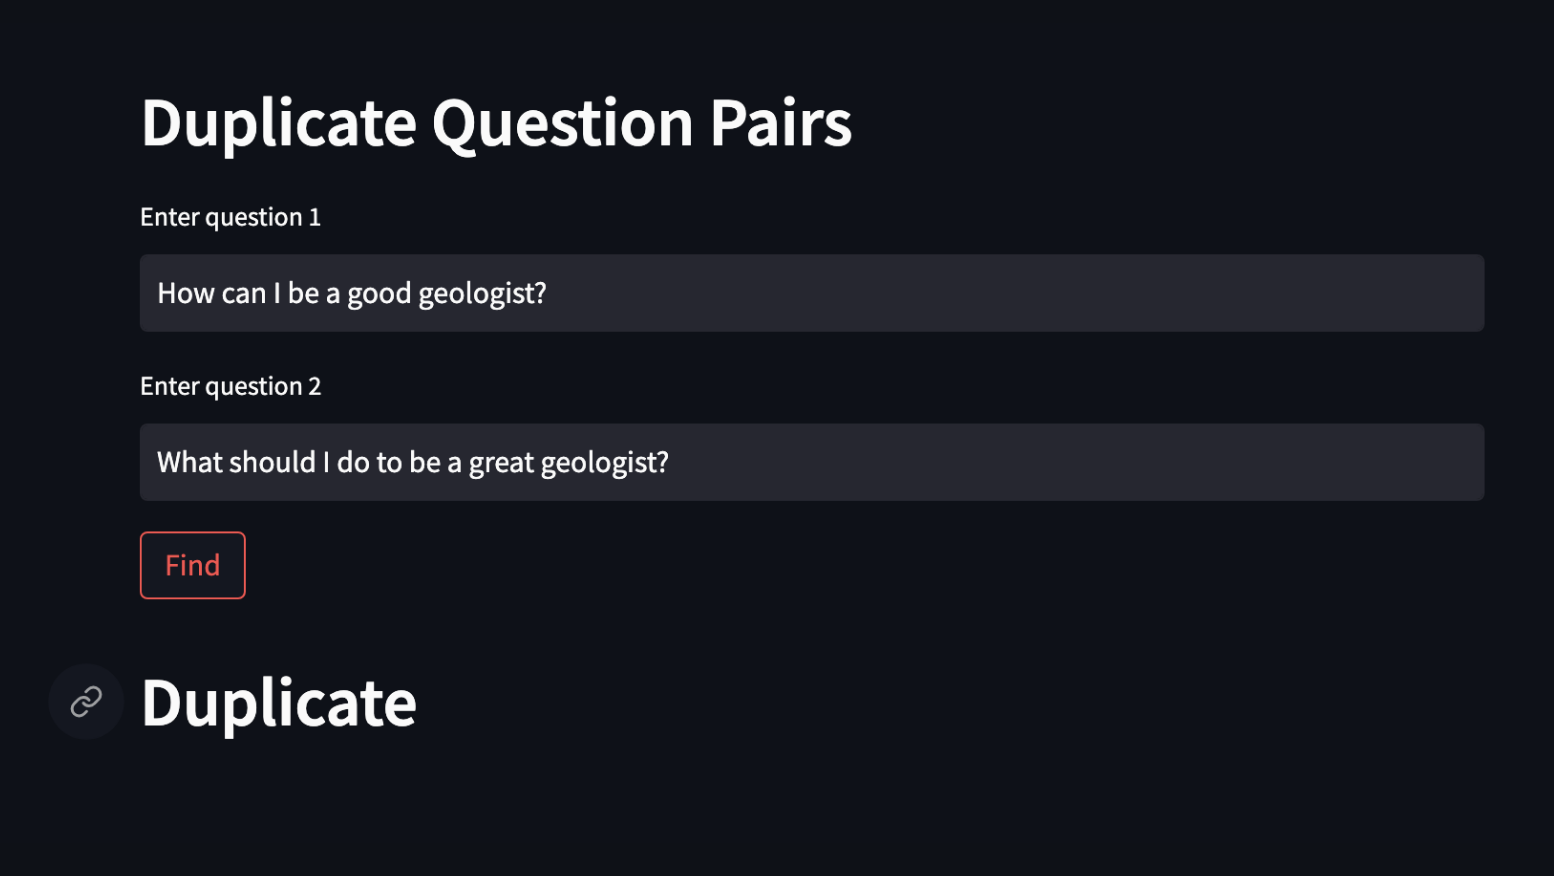 Duplicate Question Pairs
Enter question 1
How can I be a good geologist?
Enter question 2
What should I do to be a great geologist?
Find
Duplicate